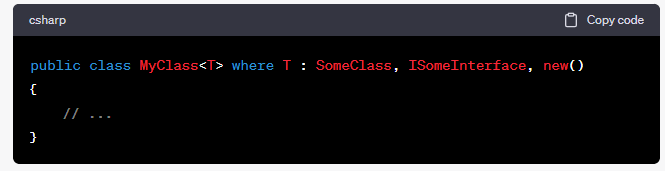 csharp Copy code
public class MyClass<T> where T : SomeClass, ISomeInterface, new()
{
    // ...
}